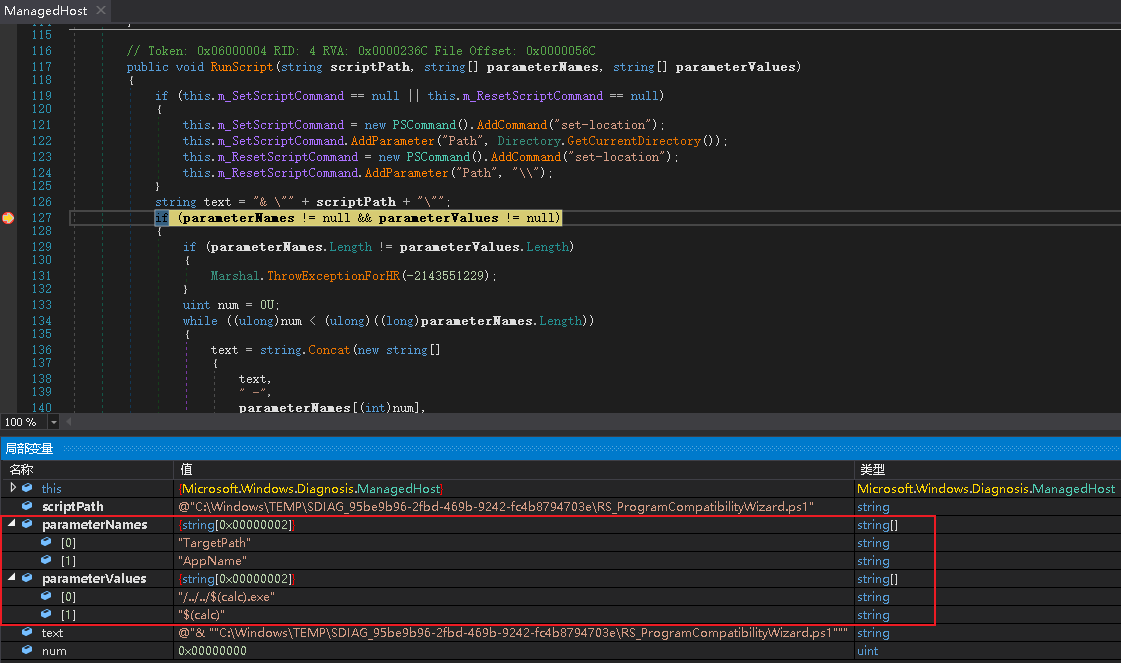 ManagedHost ×
114 }
115
116 // Token: 0x06000004 RID: 4 RVA: 0x0000236C File Offset: 0x0000056C
117 public void RunScript(string scriptPath, string[] parameterNames, string[] parameterValues)
118 {
119 if (this.m_SetScriptCommand == null || this.m_ResetScriptCommand == null)
120 {
121 this.m_SetScriptCommand = new PSCommand().AddCommand("set-location");
122 this.m_SetScriptCommand.AddParameter("Path", Directory.GetCurrentDirectory());
123 this.m_ResetScriptCommand = new PSCommand().AddCommand("set-location");
124 this.m_ResetScriptCommand.AddParameter("Path", "\\");
125 }
126 string text = "& \"" + scriptPath + "\"";
127 if (parameterNames != null && parameterValues != null)
128 {
129 if (parameterNames.Length != parameterValues.Length)
130 {
131 Marshal.ThrowExceptionForHR(-2143551229);
132 }
133 uint num = 0U;
134 while ((ulong)num < (ulong)((long)parameterNames.Length))
135 {
136 text = string.Concat(new string[]
137 {
138 text,
139 " -",
140 parameterNames[(int)num],
100 %
局部变量
名称 值 类型
this {Microsoft.Windows.Diagnosis.ManagedHost} Microsoft.Windows.Diagnosis.ManagedHost
scriptPath @"C:\Windows\TEMP\SDIAG_95be9b96-2fbd-469b-9242-fc4b8794703e\RS_ProgramCompatibilityWizard.ps1" string
parameterNames {string[0x00000002]} string[]
[0] "TargetPath" string
[1] "AppName" string
parameterValues {string[0x00000002]} string[]
[0] "/../../$(calc).exe" string
[1] "$(calc)" string
text @"& ""C:\Windows\TEMP\SDIAG_95be9b96-2fbd-469b-9242-fc4b8794703e\RS_ProgramCompatibilityWizard.ps1""" string
num 0x00000000 uint